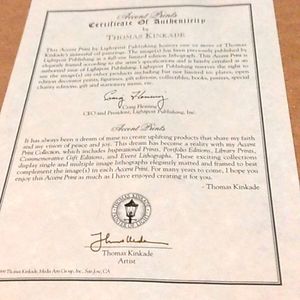 Accent Prints
Certificate Of Authenticity
by
THOMAS KINKADE
This Accent Print by Lightpost Publishing honors one or more of Thomas
Kinkade's paintings. The image(s) has been previously published by
Lightpost Publishing as a full size limited edition lithograph. This Accent Print is
uniquely framed according to the artist's specifications and is hereby certified as an
authorized issue of Lightpost Publishing. Lightpost Publishing reserves the right to
use the image(s) on other products including but not limited to: plates, open
edition decorator prints, figurines, gift editions, collectibles, books, posters, special
charity editions, gift and stationery items, etc.
Craig Fleming
Craig Fleming,
CEO and President, Lightpost Publishing, Inc.
Accent Prints
It has always been a dream of mine to create uplifting products that share my faith
and my vision of peace and joy. This dream has become a reality with my Accent
Print Collection, which includes Inspirational Prints, Portfolio Editions, Library Prints,
Commemorative Gift Editions, and Event Lithographs. These exciting collections
display single and multiple image lithographs elegantly matted and framed to best
complement the image(s) in each Accent Print. For many years to come, I hope you
enjoy this Accent Print as much as I have enjoyed creating it for you.
- Thomas Kinkade
Thomas Kinkade
Artist
Thomas Kinkade, Media Arts Group, Inc., San Jose, CA